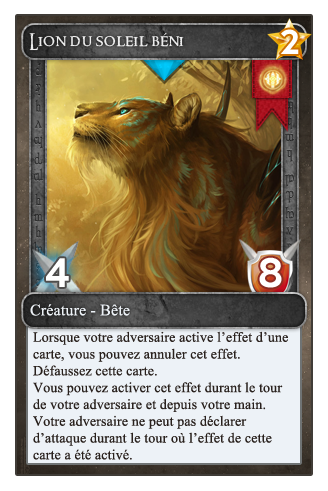 Lion du soleil béni
2
4
8
Créature - Bête
Lorsque votre adversaire active l'effet d'une
carte, vous pouvez annuler cet effet.
Défaussez cette carte.
Vous pouvez activer cet effet durant le tour
de votre adversaire et depuis votre main.
Votre adversaire ne peut pas déclarer
d'attaque durant le tour où l'effet de cette
carte a été activé.